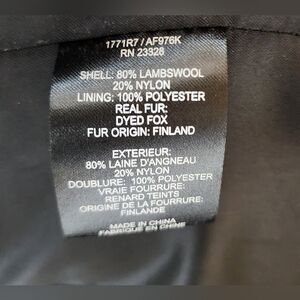 1771R7 / AF976K
RN 23328
SHELL: 80% LAMBSWOOL
20% NYLON
LINING: 100% POLYESTER
REAL FUR:
DYED FOX
FUR ORIGIN: FINLAND
EXTERIEUR:
80% LAINE D'ANGNEAU
20% NYLON
DOUBLURE: 100% POLYESTER
VRAIE FOURRURE:
RENARD TEINTS
ORIGINE DE LA FOURRURE:
FINLANDE
MADE IN CHINA
FABRIQUE EN CHINE